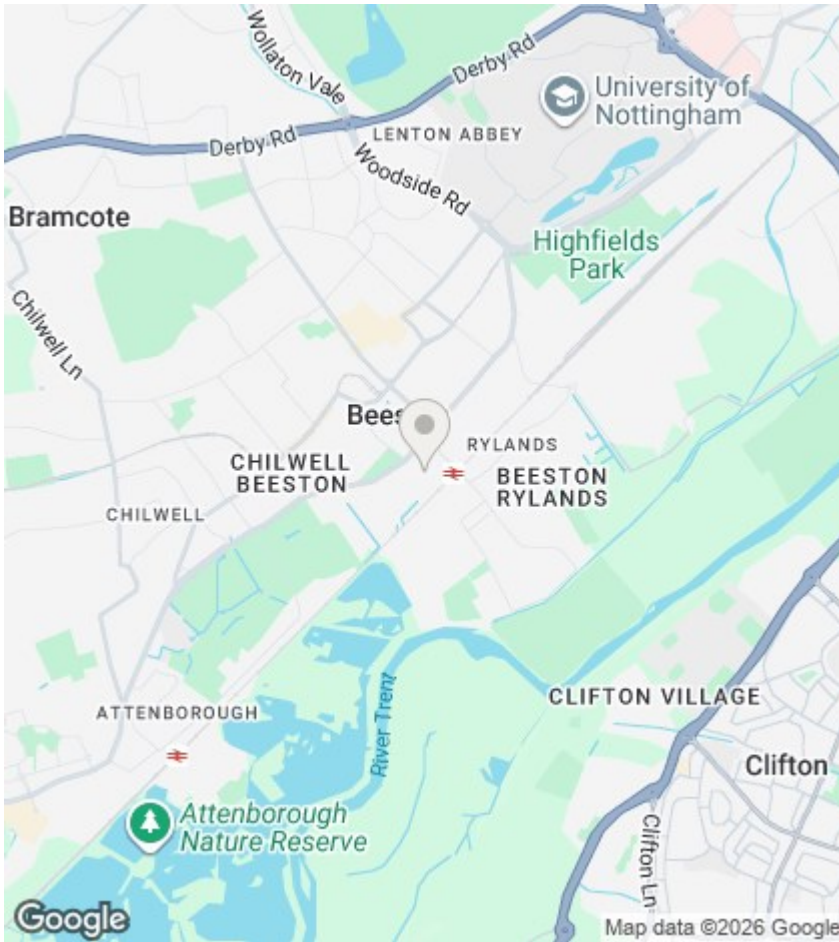 Wollaton Vale
Derby Rd
University of
Nottingham
LENTON ABBEY
Derby Rd
Woodside Rd
Bramcote
Highfields
Park
Chilwell Ln
Bees
RYLANDS
CHILWELL
BEESTON
BEESTON
RYLANDS
CHILWELL
River Trent
CLIFTON VILLAGE
ATTENBOROUGH
Clifton
Attenborough
Nature Reserve
Clifton Ln
Google
Map data ©2026 Google